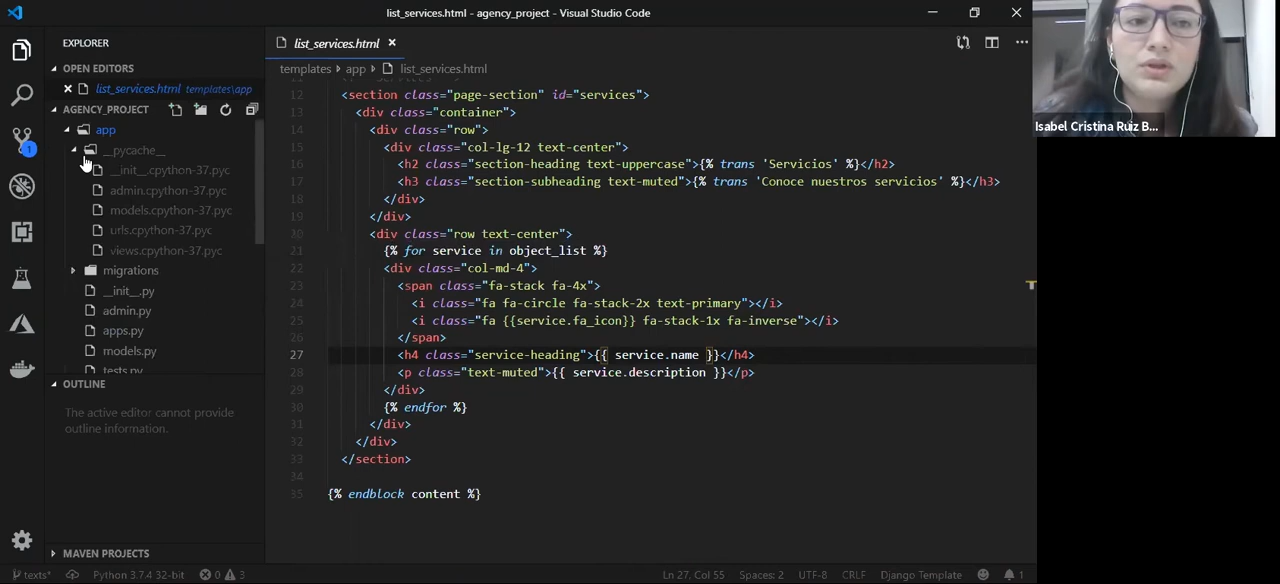 list_services.html - agency_project - Visual Studio Code
EXPLORER
OPEN EDITORS
list_services.html templates\app
AGENCY_PROJECT
app
__pycache__
__init__.cpython-37.pyc
admin.cpython-37.pyc
models.cpython-37.pyc
urls.cpython-37.pyc
views.cpython-37.pyc
migrations
__init__.py
admin.py
apps.py
models.py
tests.py
OUTLINE
The active editor cannot provide
outline information.
MAVEN PROJECTS
1
list_services.html
templates app list_services.html
12 <section class="page-section" id="services">
13 <div class="container">
14 <div class="row">
15 <div class="col-lg-12 text-center">
16 <h2 class="section-heading text-uppercase">{% trans 'Servicios' %}</h2>
17 <h3 class="section-subheading text-muted">{% trans 'Conoce nuestros servicios' %}</h3>
18 </div>
19 </div>
20 <div class="row text-center">
21 {% for service in object_list %}
22 <div class="col-md-4">
23 <span class="fa-stack fa-4x">
24 <i class="fa fa-circle fa-stack-2x text-primary"></i>
25 <i class="fa {{service.fa_icon}} fa-stack-1x fa-inverse"></i>
26 </span>
27 <h4 class="service-heading">{{ service.name }}</h4>
28 <p class="text-muted">{{ service.description }}</p>
29 </div>
30 {% endfor %}
31 </div>
32 </div>
33 </section>
34
35 {% endblock content %}
Isabel Cristina Ruiz B...
texts* Python 3.7.4 32-bit 0 3 Ln 27, Col 55 Spaces: 2 UTF-8 CRLF Django Template 1